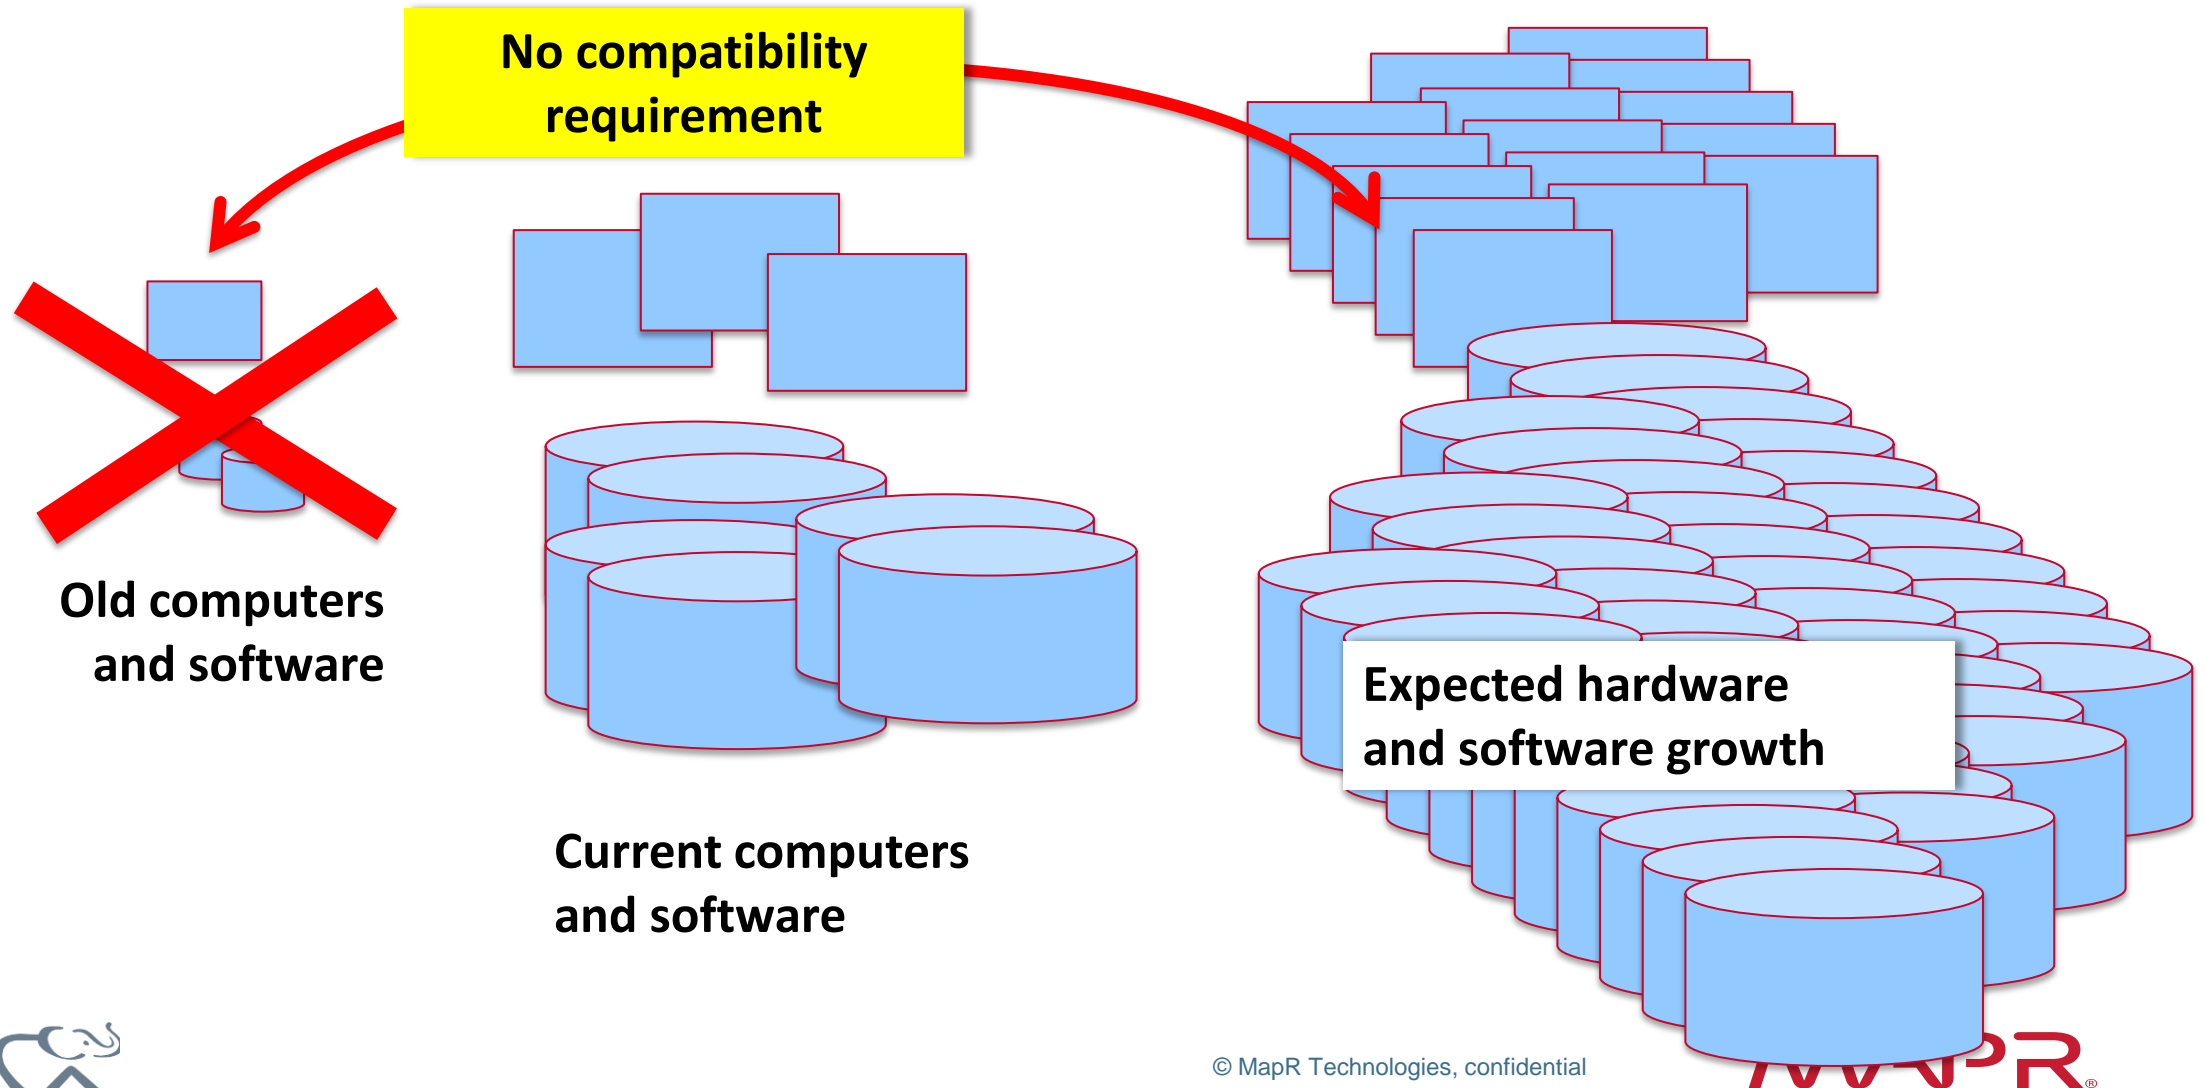 No compatibility
requirement
Old computers
and software
Current computers
and software
Expected hardware
and software growth
© MapR Technologies, confidential
MAPR®